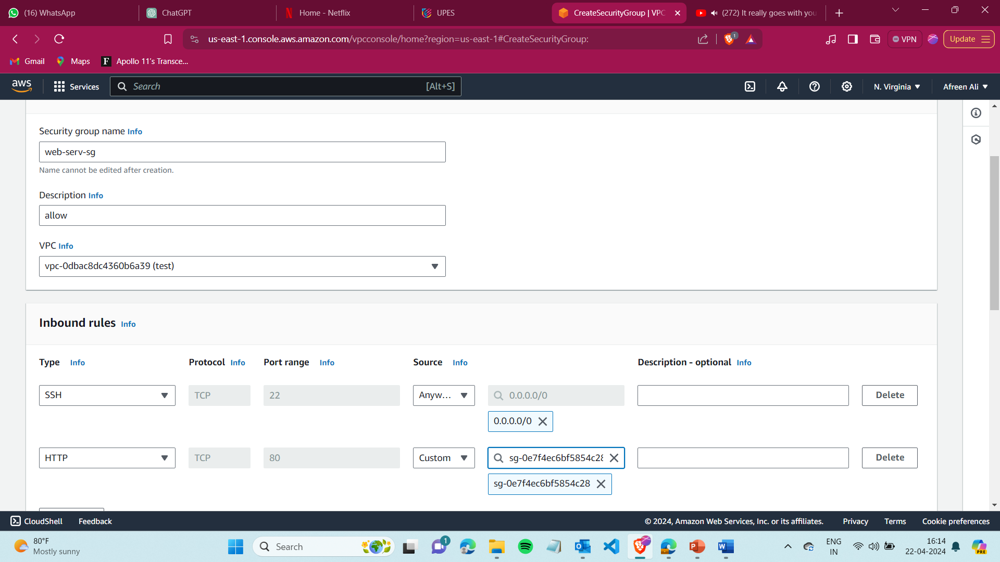 (16) WhatsApp
ChatGPT
Home - Netflix
UPES
CreateSecurityGroup | VPC
(272) It really goes with you
us-east-1.console.aws.amazon.com/vpcconsole/home?region=us-east-1#CreateSecurityGroup:
1
VPN
Update
Gmail
Maps
F
Apollo 11's Transce...
aws
Services
Search
[Alt+S]
N. Virginia
Afreen Ali
Security group name Info
web-serv-sg
Name cannot be edited after creation.
Description Info
allow
VPC Info
vpc-0dbac8dc4360b6a39 (test)
Inbound rules Info
Type Info
Protocol Info
Port range Info
Source Info
Description - optional Info
SSH
TCP
22
Anyw...
0.0.0.0/0
Delete
0.0.0.0/0
HTTP
TCP
80
Custom
sg-0e7f4ec6bf5854c28
Delete
sg-0e7f4ec6bf5854c28
CloudShell
Feedback
© 2024, Amazon Web Services, Inc. or its affiliates.
Privacy
Terms
Cookie preferences
80°F
Mostly sunny
Search
1
ENG
IN
16:14
22-04-2024
PRE